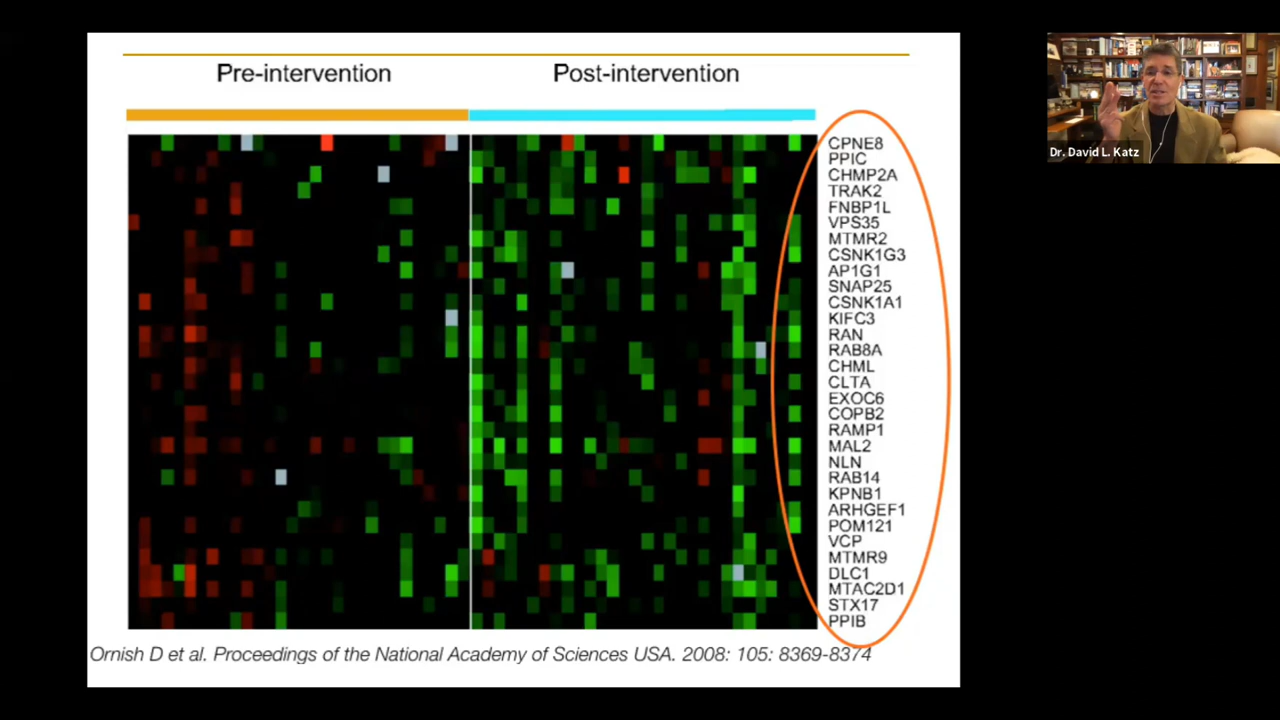 Pre-intervention
Post-intervention
CPNE8
PPIC
CHMP2A
TRAK2
FNBP1L
VPS35
MTMR2
CSNK1G3
AP1G1
SNAP25
CSNK1A1
KIFC3
RAN
RAB8A
CHML
CLTA
EXOC6
COPB2
RAMP1
MAL2
NLN
RAB14
KPNB1
ARHGEF1
POM121
VCP
MTMR9
DLC1
MTAC2D1
STX17
PPIB
Ornish D et al. Proceedings of the National Academy of Sciences USA. 2008: 105: 8369-8374
Dr. David L. Katz